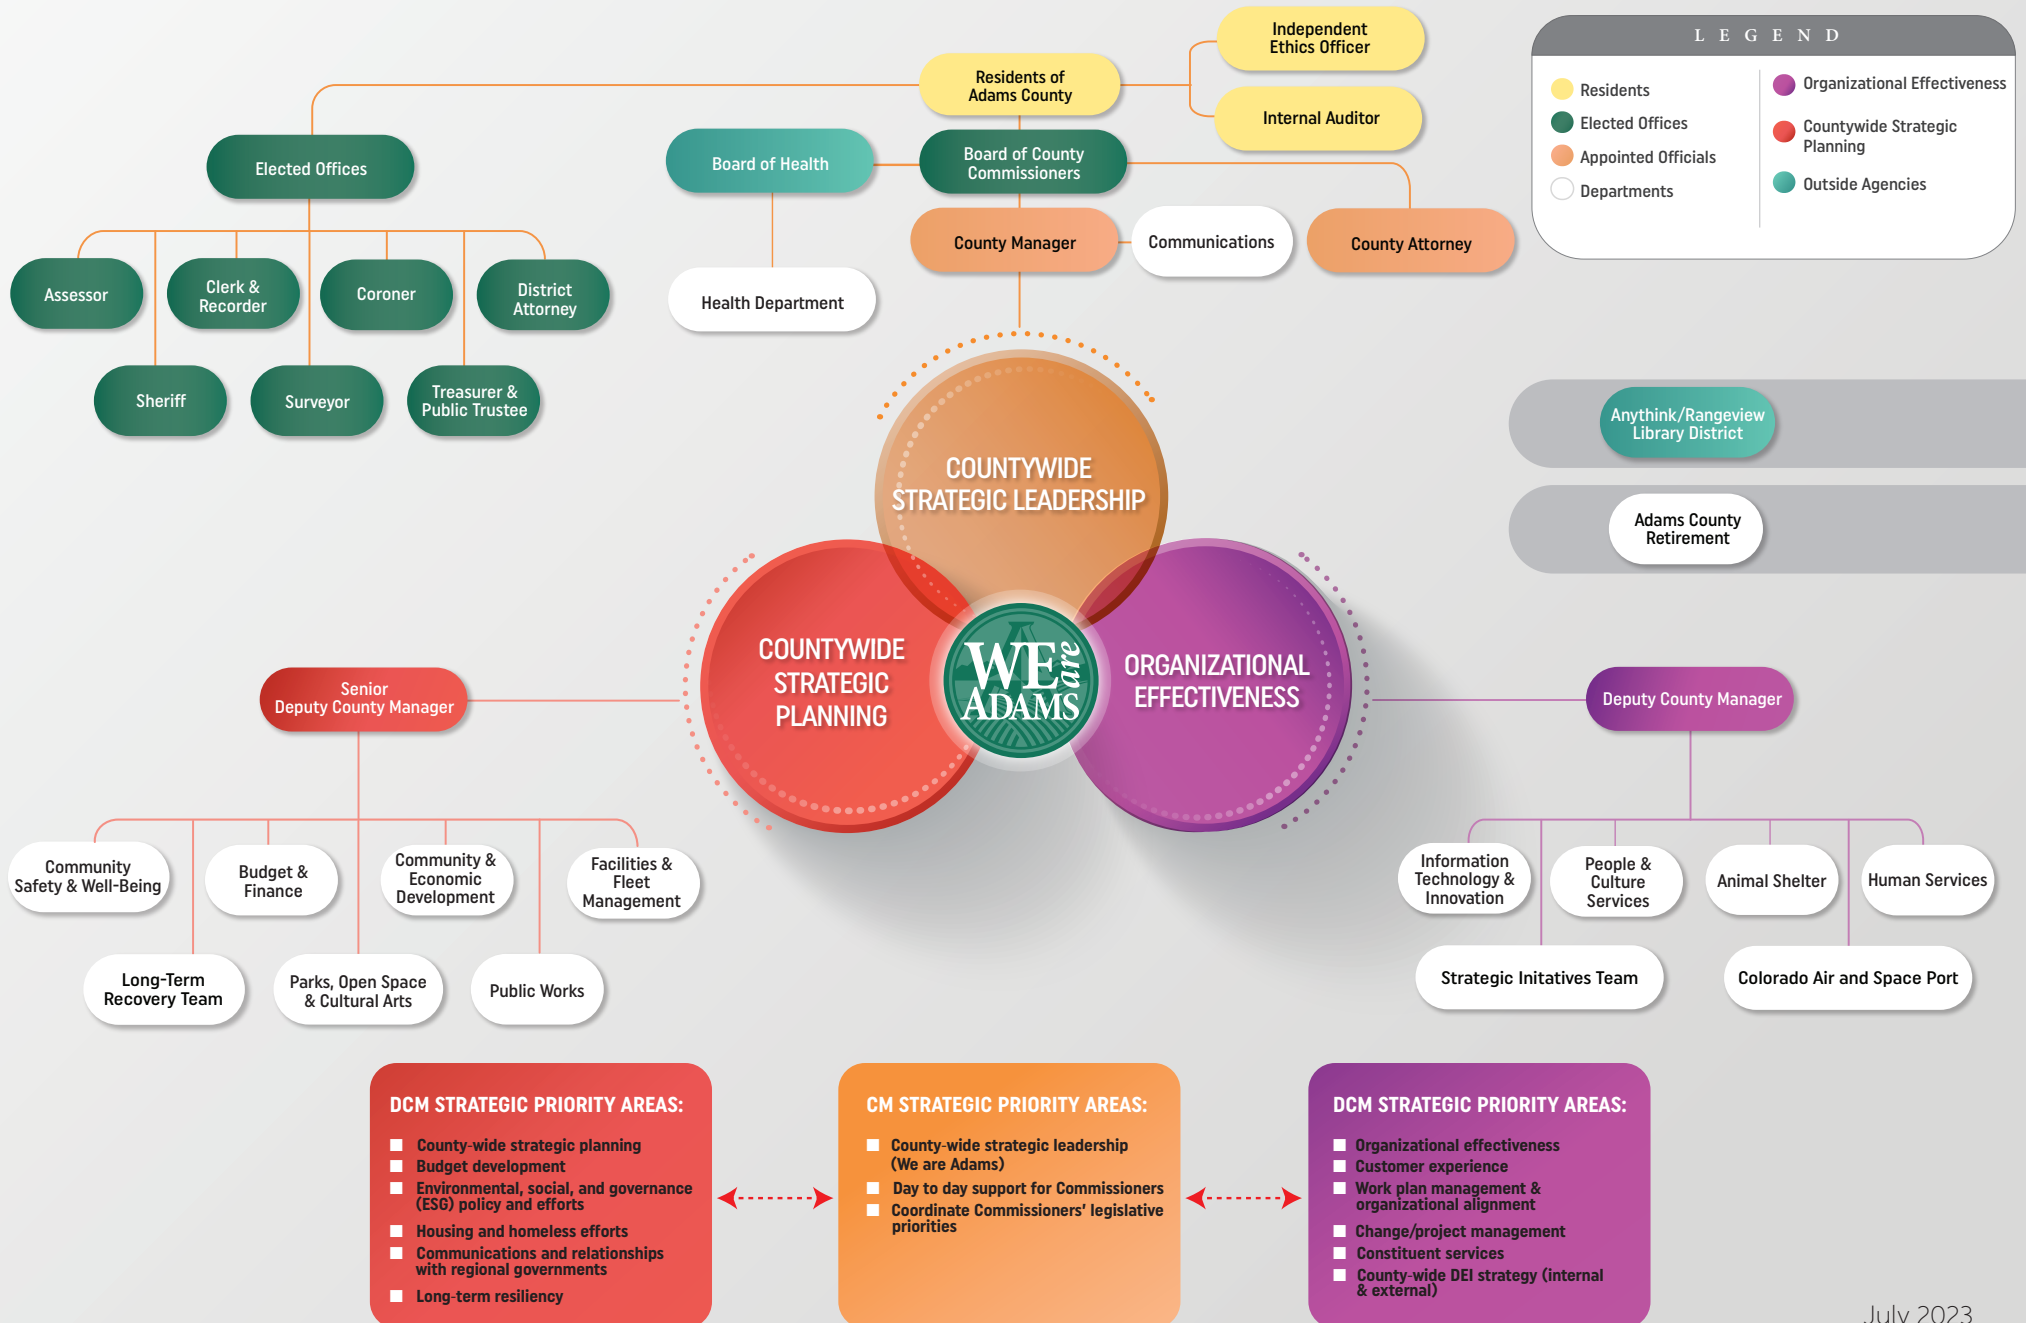 Independent
Ethics Officer
Residents of
Adams County
Internal Auditor
LEGEND
Residents
Elected Offices
Appointed Officials
Departments
Organizational Effectiveness
Countywide Strategic
Planning
Outside Agencies
Elected Offices
Board of Health
Board of County
Commissioners
County Manager
Communications
County Attorney
Health Department
Assessor
Clerk &
Recorder
Coroner
District
Attorney
Sheriff
Surveyor
Treasurer &
Public Trustee
Anythink/Rangeview
Library District
Adams County
Retirement
COUNTYWIDE
STRATEGIC LEADERSHIP
COUNTYWIDE
STRATEGIC
PLANNING
WE are
ADAMS
ORGANIZATIONAL
EFFECTIVENESS
Senior
Deputy County Manager
Deputy County Manager
Community
Safety & Well-Being
Budget &
Finance
Community &
Economic
Development
Facilities &
Fleet
Management
Long-Term
Recovery Team
Parks, Open Space
& Cultural Arts
Public Works
Information
Technology &
Innovation
People &
Culture
Services
Animal Shelter
Human Services
Strategic Initatives Team
Colorado Air and Space Port
DCM STRATEGIC PRIORITY AREAS:
County-wide strategic planning
Budget development
Environmental, social, and governance
(ESG) policy and efforts
Housing and homeless efforts
Communications and relationships
with regional governments
Long-term resiliency
CM STRATEGIC PRIORITY AREAS:
County-wide strategic leadership
(We are Adams)
Day to day support for Commissioners
Coordinate Commissioners' legislative
priorities
DCM STRATEGIC PRIORITY AREAS:
Organizational effectiveness
Customer experience
Work plan management &
organizational alignment
Change/project management
Constituent services
County-wide DEI strategy (internal
& external)
July 2023